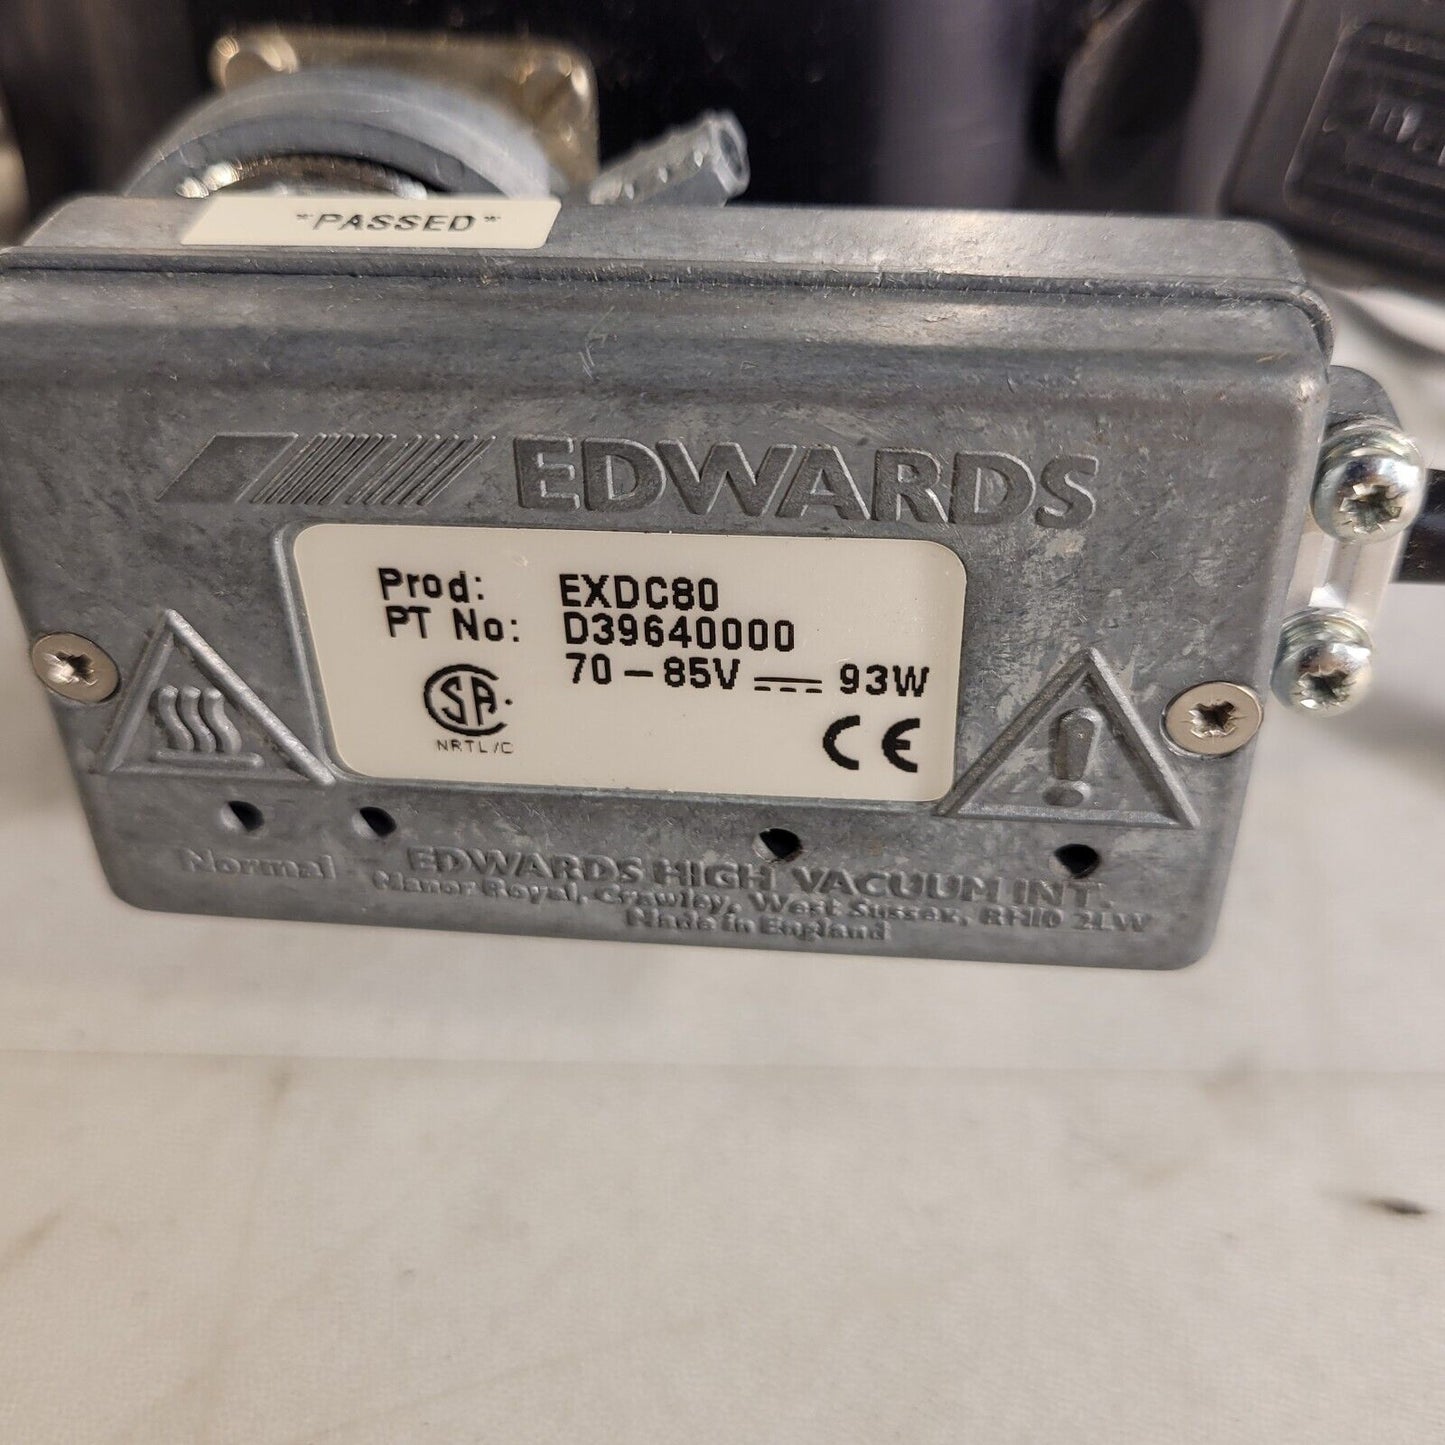 *PASSED*
EDWARDS
Prod: EXDC80
PT No: D39640000
70-85V 93W
CSA
NRTL/C
CE
Normal
EDWARDS HIGH VACUUM INT.
Manor Royal, Crawley, West Sussex, RH10 2LW
Made in England